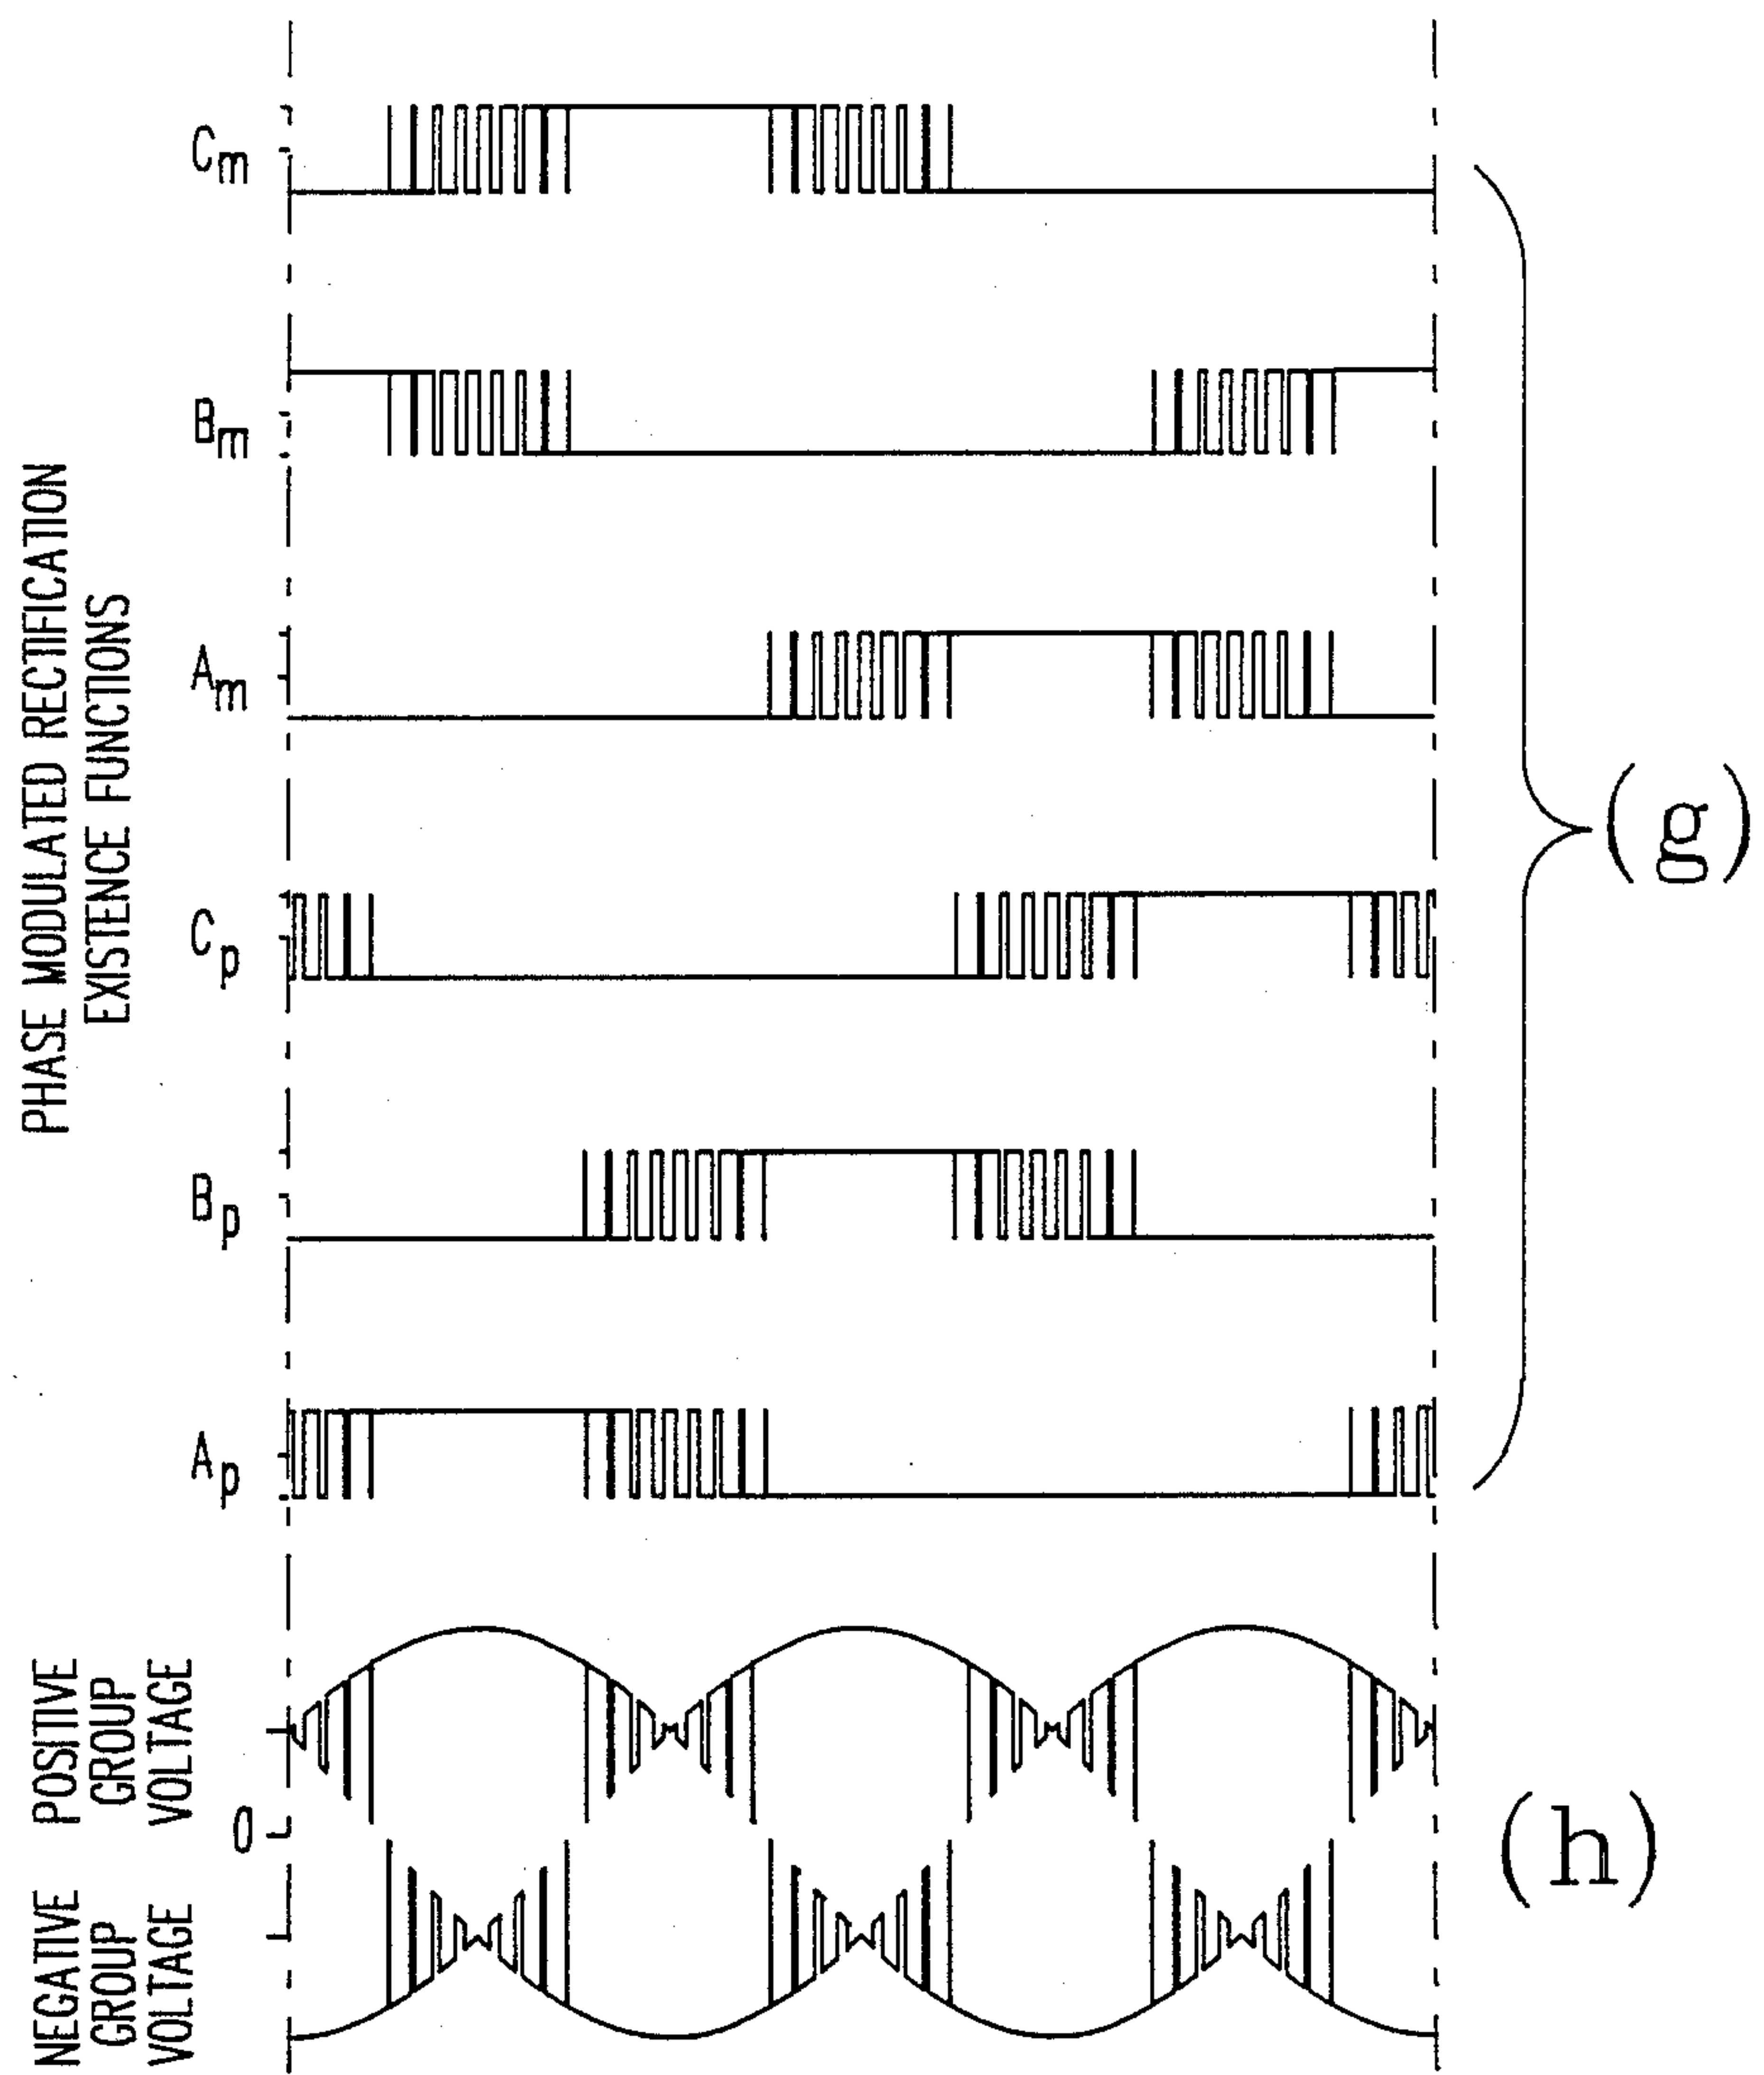 PHASE MODULATED RECTIFICATION
EXISTENCE FUNCTIONS
Cm
Bm
Am
Cp
Bp
Ap
(g)
POSITIVE
GROUP
VOLTAGE
0
NEGATIVE
GROUP
VOLTAGE
(h)